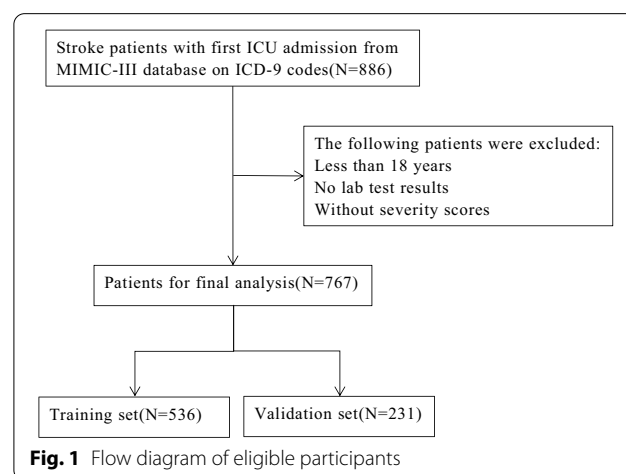 Stroke patients with first ICU admission from
MIMIC-III database on ICD-9 codes(N=886)
The following patients were excluded:
Less than 18 years
No lab test results
Without severity scores
Patients for final analysis(N=767)
Training set(N=536)
Validation set(N=231)
Fig. 1 Flow diagram of eligible participants